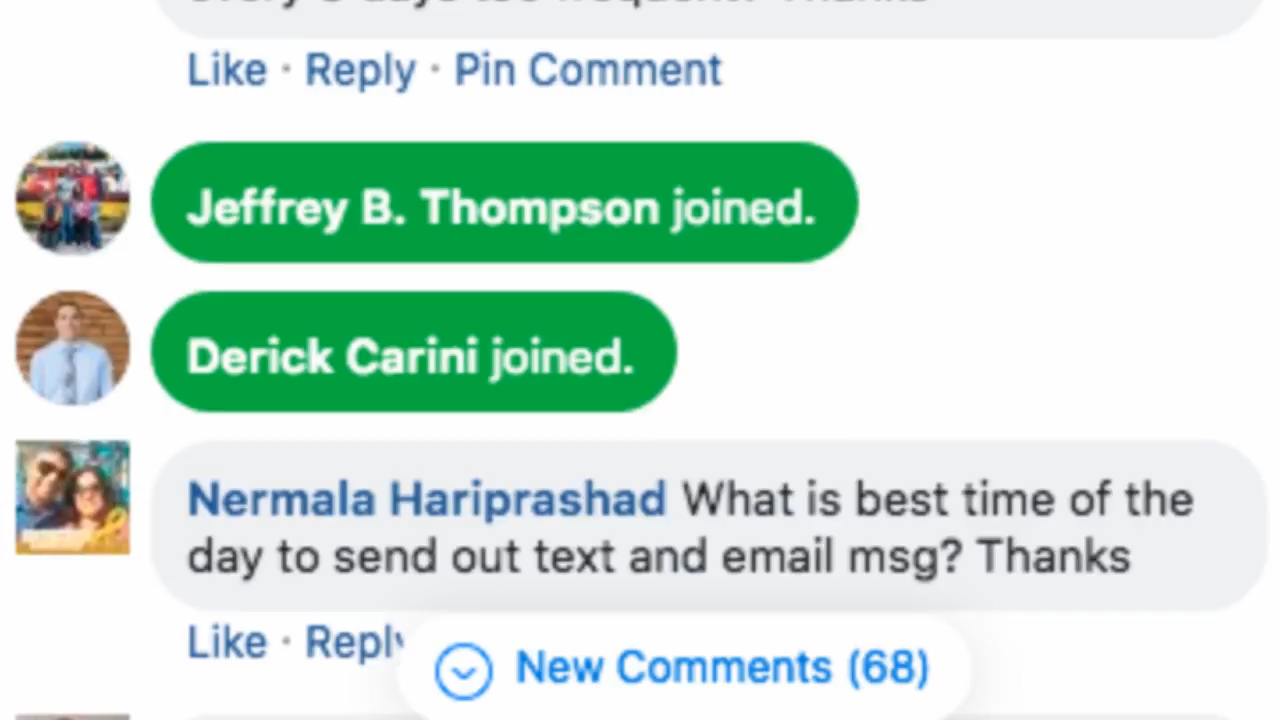 Like · Reply · Pin Comment
Jeffrey B. Thompson joined.
Derick Carini joined.
Nermala Hariprashad What is best time of the
day to send out text and email msg? Thanks
Like · Reply
New Comments (68)